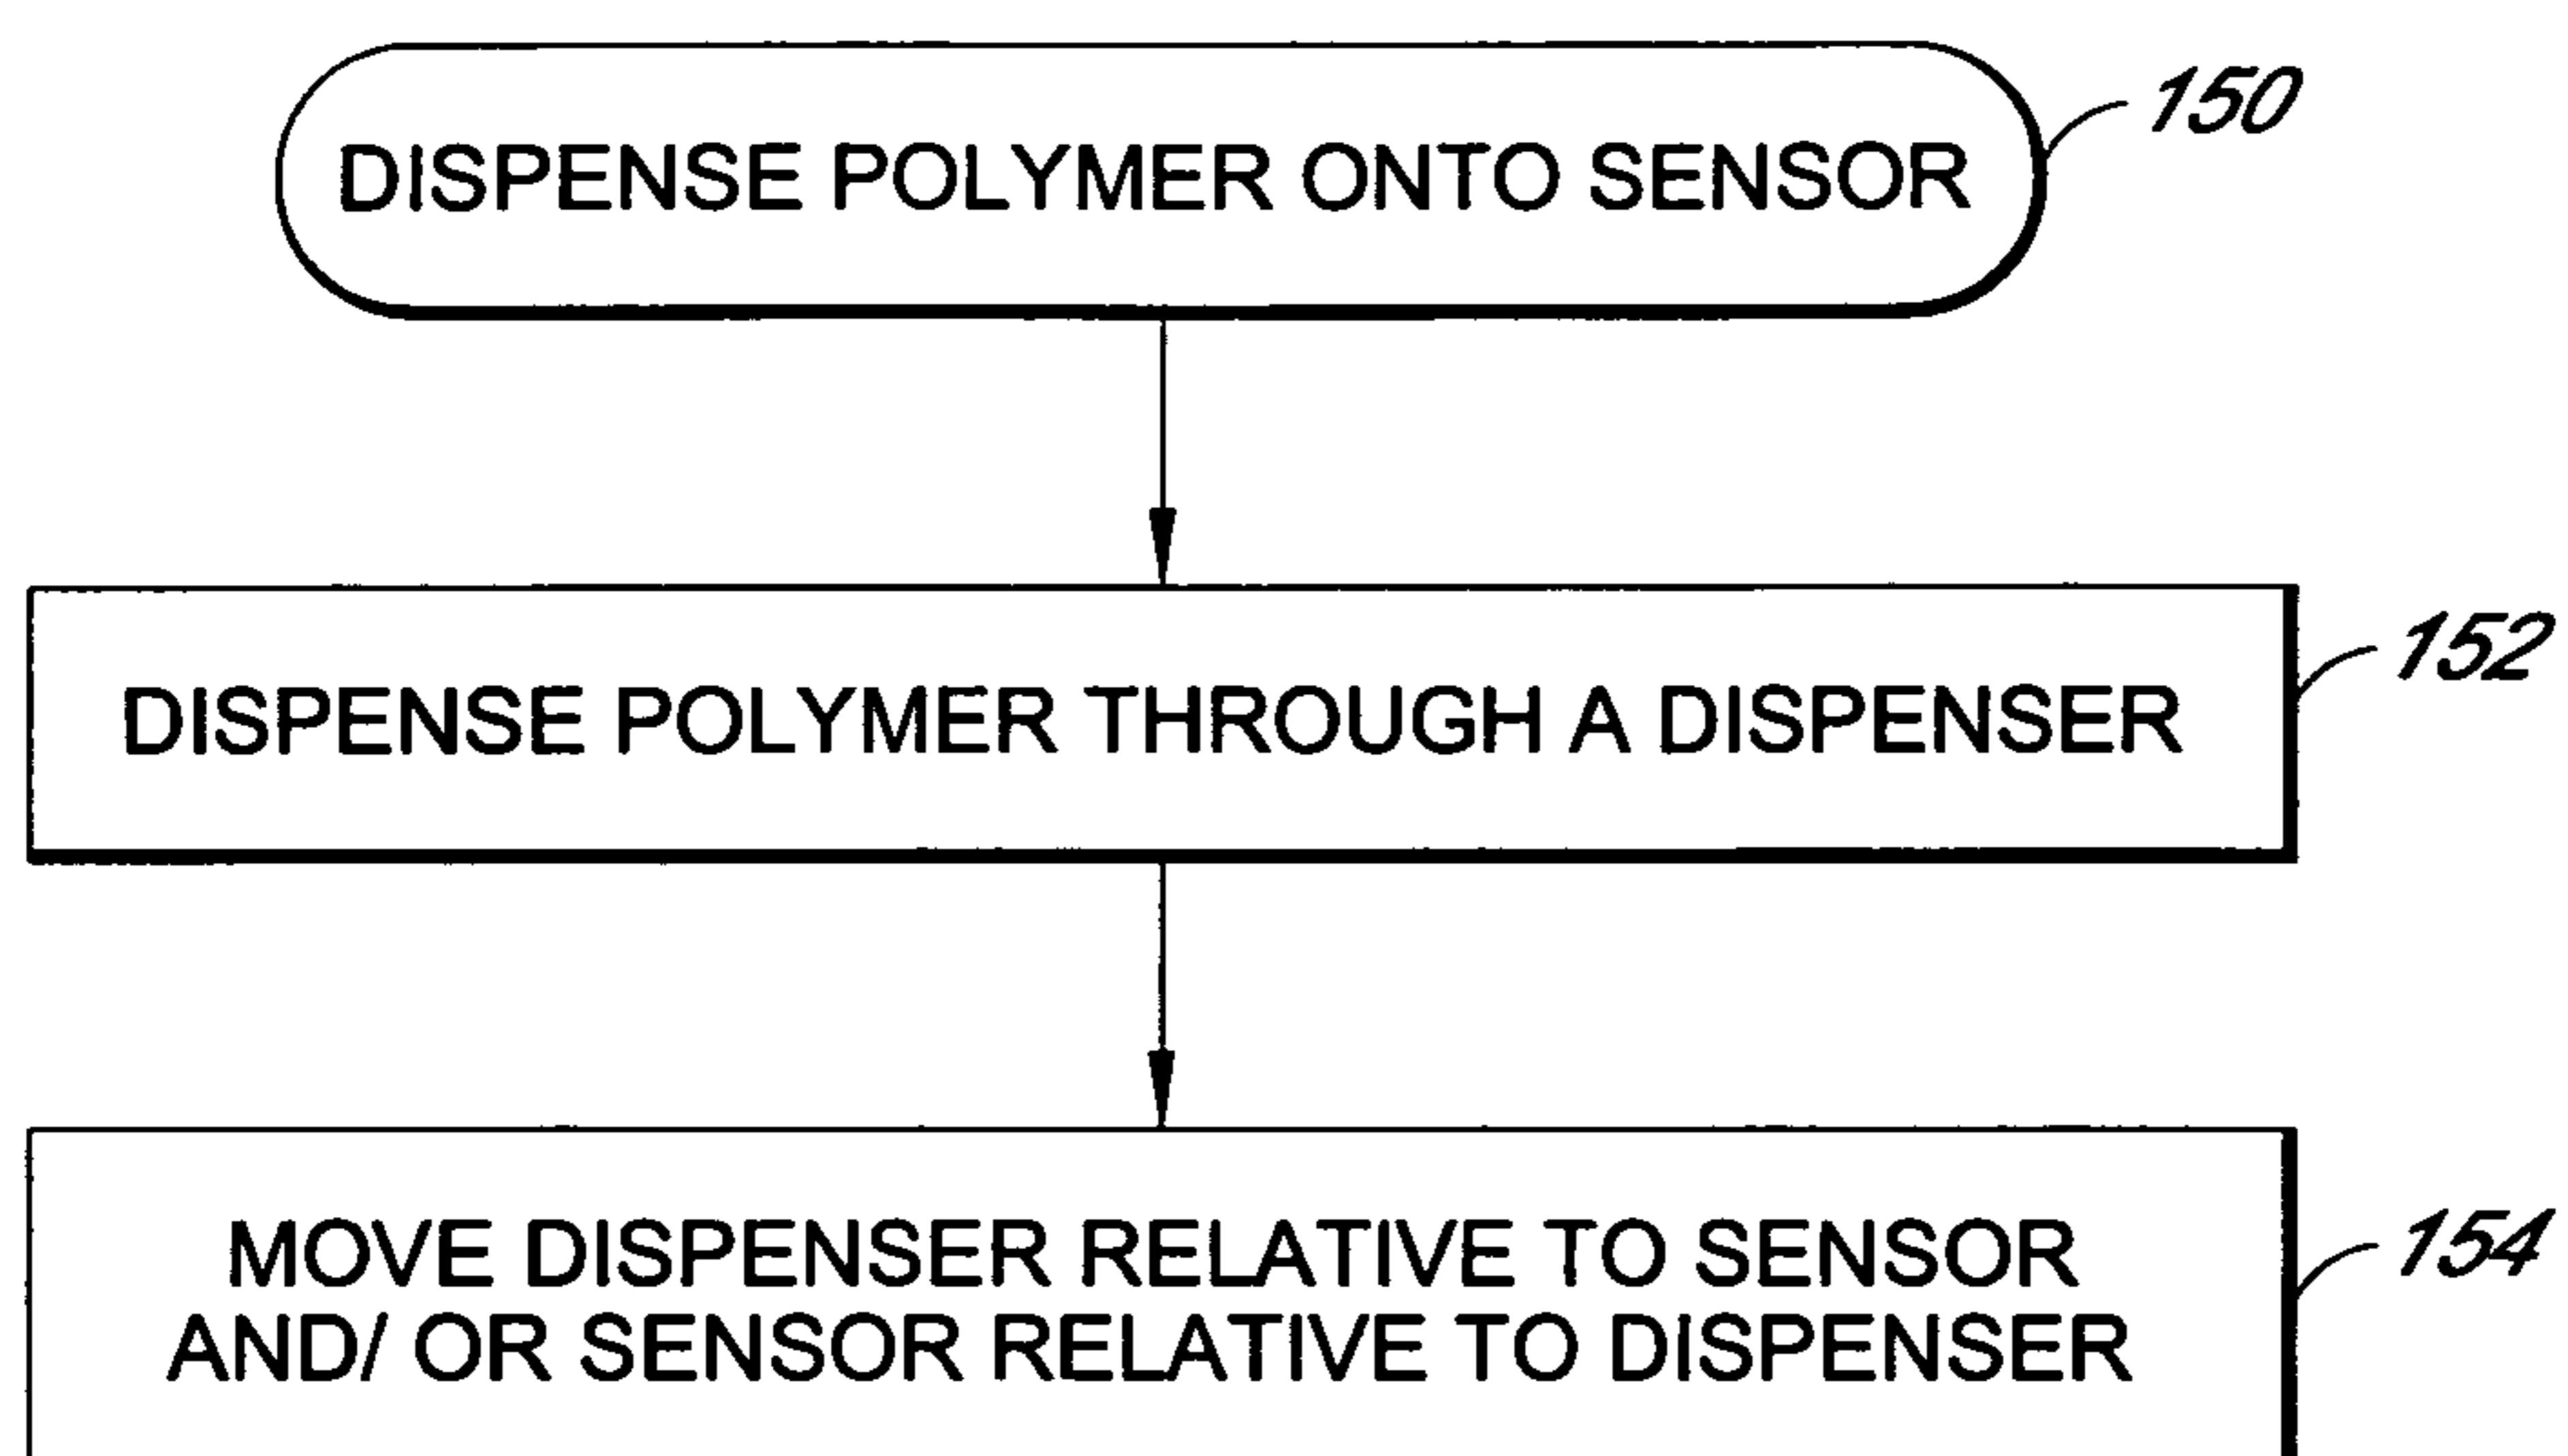 DISPENSE POLYMER ONTO SENSOR
150
DISPENSE POLYMER THROUGH A DISPENSER
152
MOVE DISPENSER RELATIVE TO SENSOR
AND/ OR SENSOR RELATIVE TO DISPENSER
154